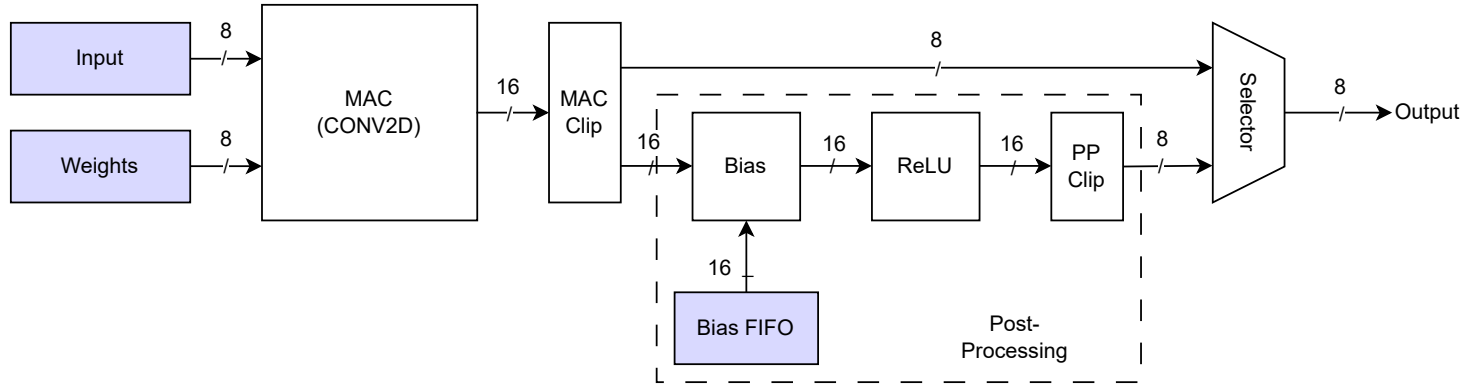 Input
8
Weights
8
MAC
(CONV2D)
16
MAC
Clip
8
16
Bias
16
ReLU
16
PP
Clip
8
16
Bias FIFO
Post-
Processing
Selector
8
Output